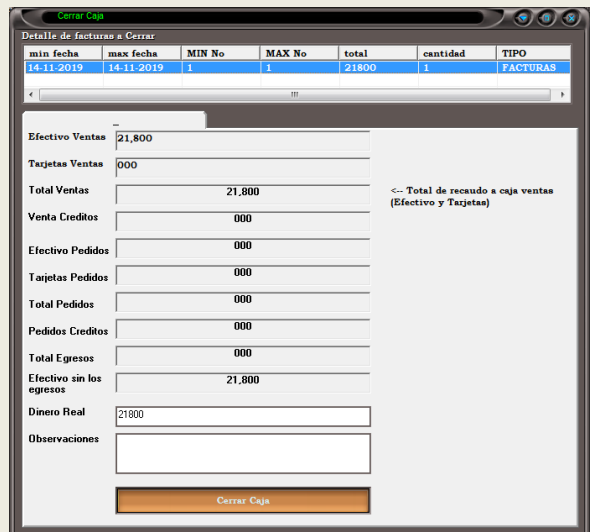 Cerrar Caja
Detalle de facturas a Cerrar
min fecha max fecha MIN No MAX No total cantidad TIPO
14-11-2019 14-11-2019 1 1 21800 1 FACTURAS
Efectivo Ventas 21,800
Tarjetas Ventas 000
Total Ventas 21,800 <-- Total de recaudo a caja ventas
(Efectivo y Tarjetas)
Venta Creditos 000
Efectivo Pedidos 000
Tarjetas Pedidos 000
Total Pedidos 000
Pedidos Creditos 000
Total Egresos 000
Efectivo sin los
egresos 21,800
Dinero Real 21800
Observaciones
Cerrar Caja